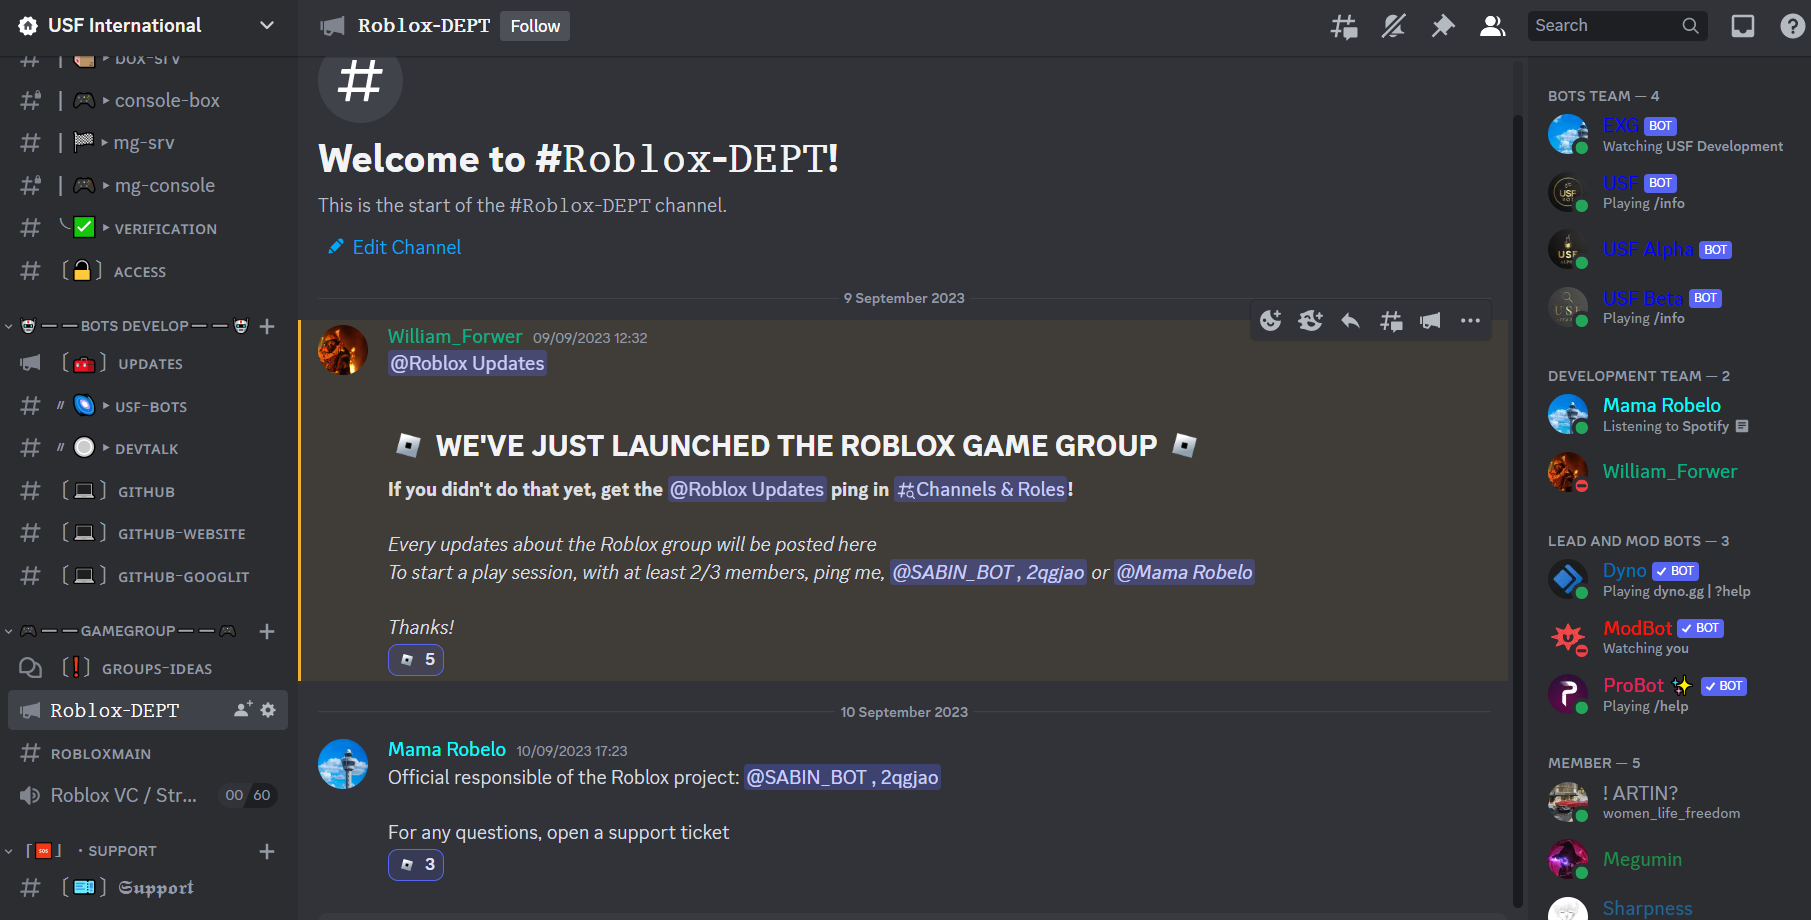 USF International
box-srv
console-box
mg-srv
mg-console
VERIFICATION
ACCESS
BOTS DEVELOP
UPDATES
USF-BOTS
DEVTALK
GITHUB
GITHUB-WEBSITE
GITHUB-GOOGLIT
GAMEGROUP
GROUPS-IDEAS
Roblox-DEPT
ROBLOXMAIN
Roblox VC / Str... 00 60
SOS · SUPPORT
𝕾𝖚𝖕𝖕𝖔𝖗𝖙
Roblox-DEPT Follow
Search
Welcome to #Roblox-DEPT!
This is the start of the #Roblox-DEPT channel.
Edit Channel
9 September 2023
William_Forwer 09/09/2023 12:32
@Roblox Updates
WE'VE JUST LAUNCHED THE ROBLOX GAME GROUP
If you didn't do that yet, get the @Roblox Updates ping in Channels & Roles!
Every updates about the Roblox group will be posted here
To start a play session, with at least 2/3 members, ping me, @SABIN_BOT , 2qgjao or @Mama Robelo
Thanks!
5
10 September 2023
Mama Robelo 10/09/2023 17:23
Official responsible of the Roblox project: @SABIN_BOT , 2qgjao
For any questions, open a support ticket
3
BOTS TEAM — 4
EXG BOT
Watching USF Development
USF BOT
Playing /info
USF Alpha BOT
USF Beta BOT
Playing /info
DEVELOPMENT TEAM — 2
Mama Robelo
Listening to Spotify
William_Forwer
LEAD AND MOD BOTS — 3
Dyno BOT
Playing dyno.gg | ?help
ModBot BOT
Watching you
ProBot ✨ BOT
Playing /help
MEMBER — 5
! ARTIN?
women_life_freedom
Megumin
Sharpness